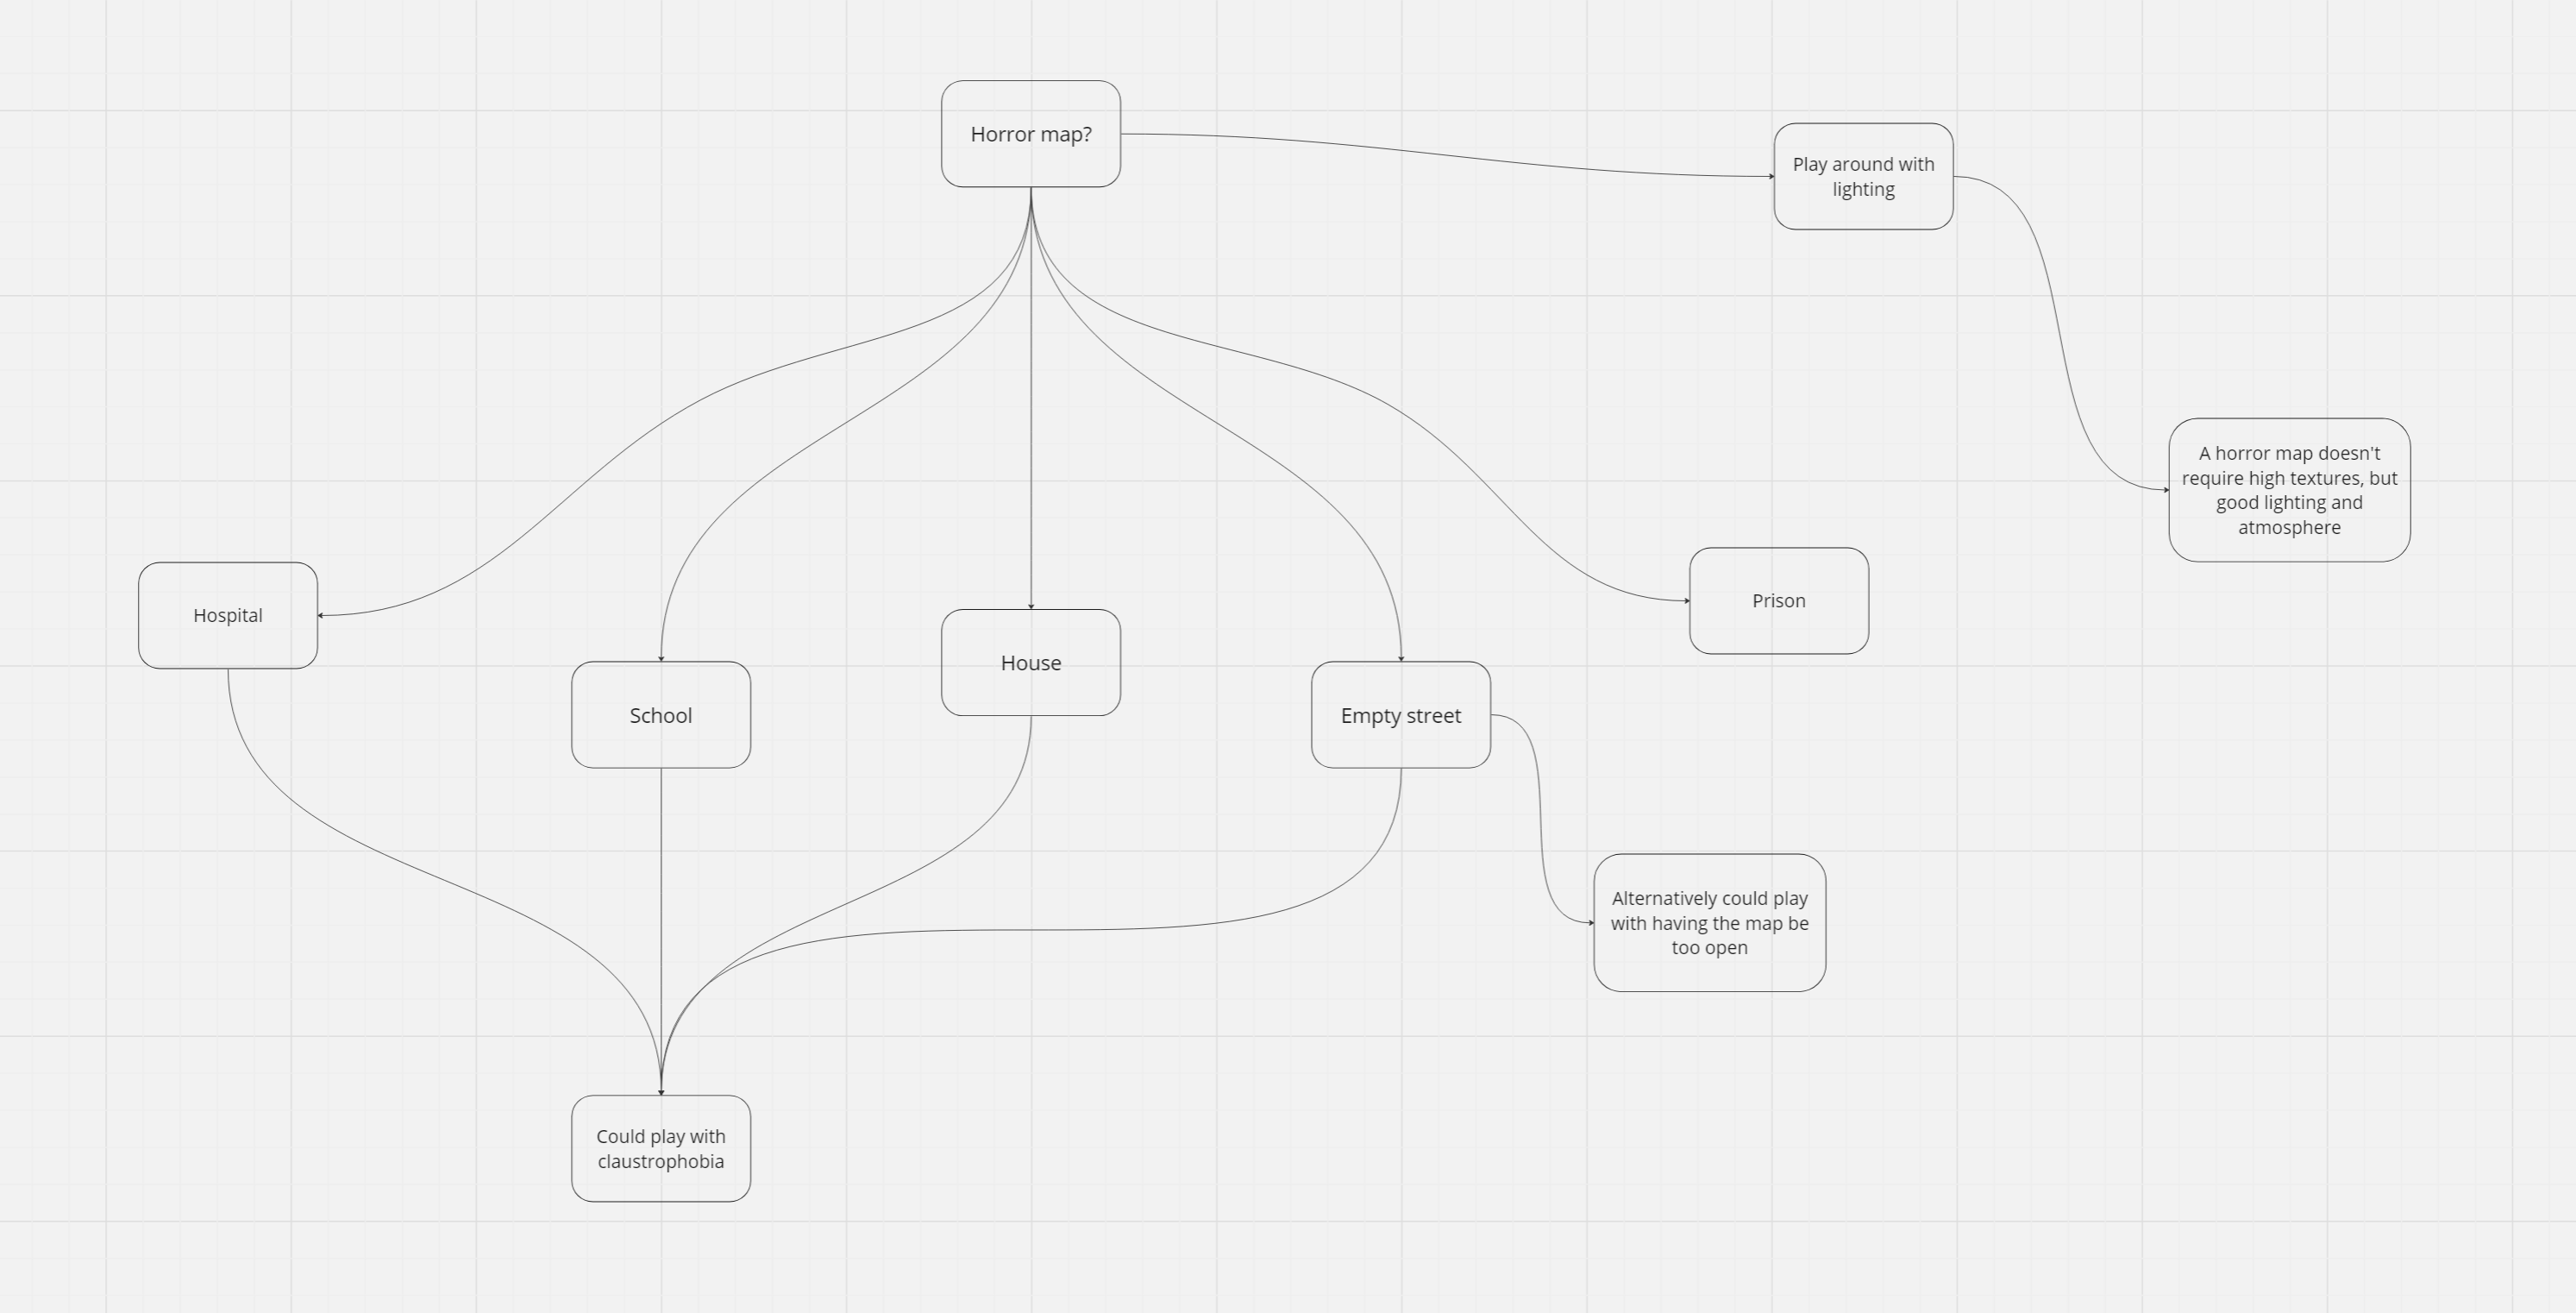 Horror map?
Play around with
lighting
A horror map doesn't
require high textures, but
good lighting and
atmosphere
Hospital
School
House
Empty street
Prison
Alternatively could play
with having the map be
too open
Could play with
claustrophobia